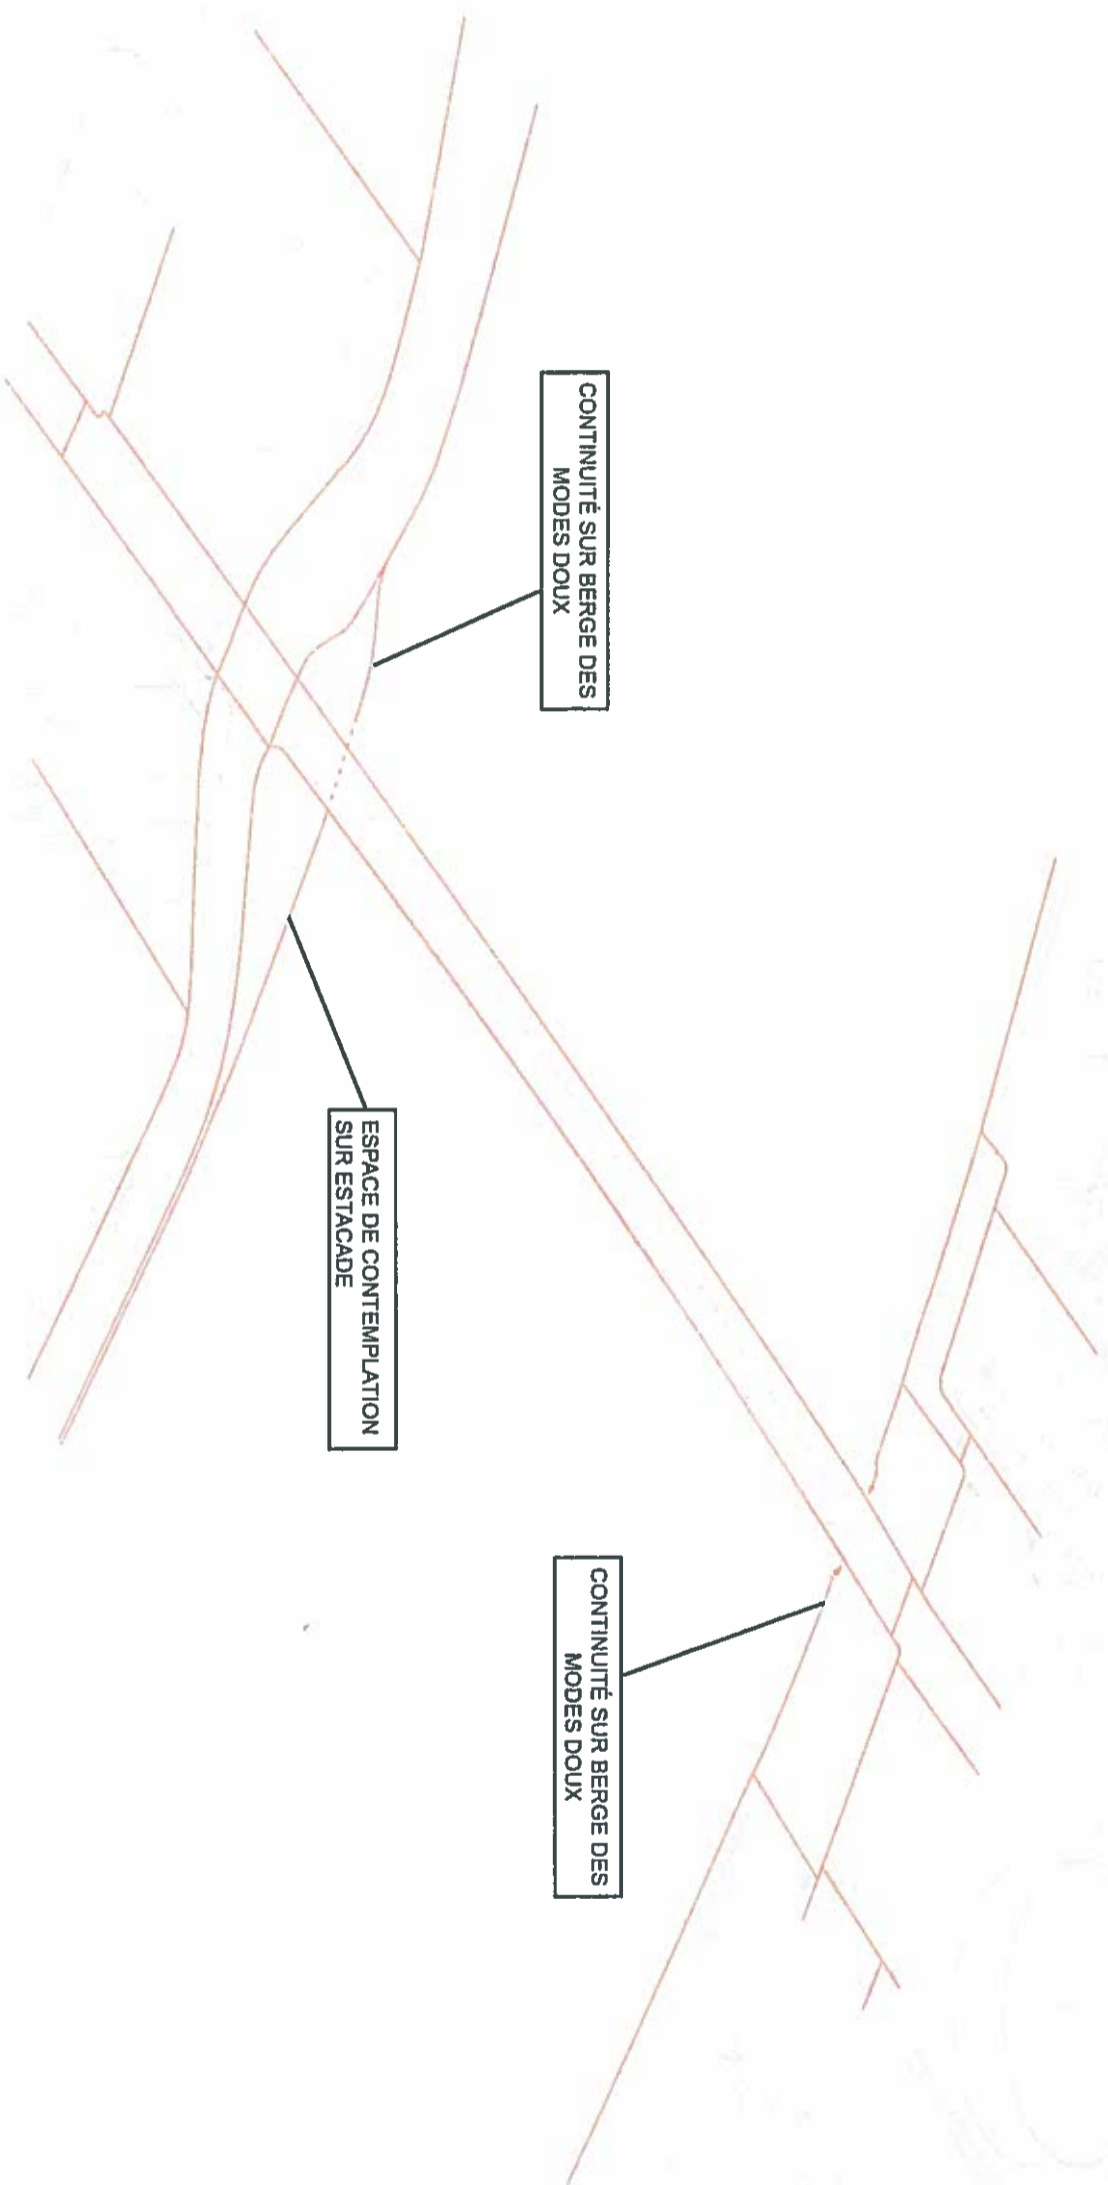 CONTINUITÉ SUR BERGE DES
MODES DOUX
ESPACE DE CONTEMPLATION
SUR ESTACADE
CONTINUITÉ SUR BERGE DES
MODES DOUX